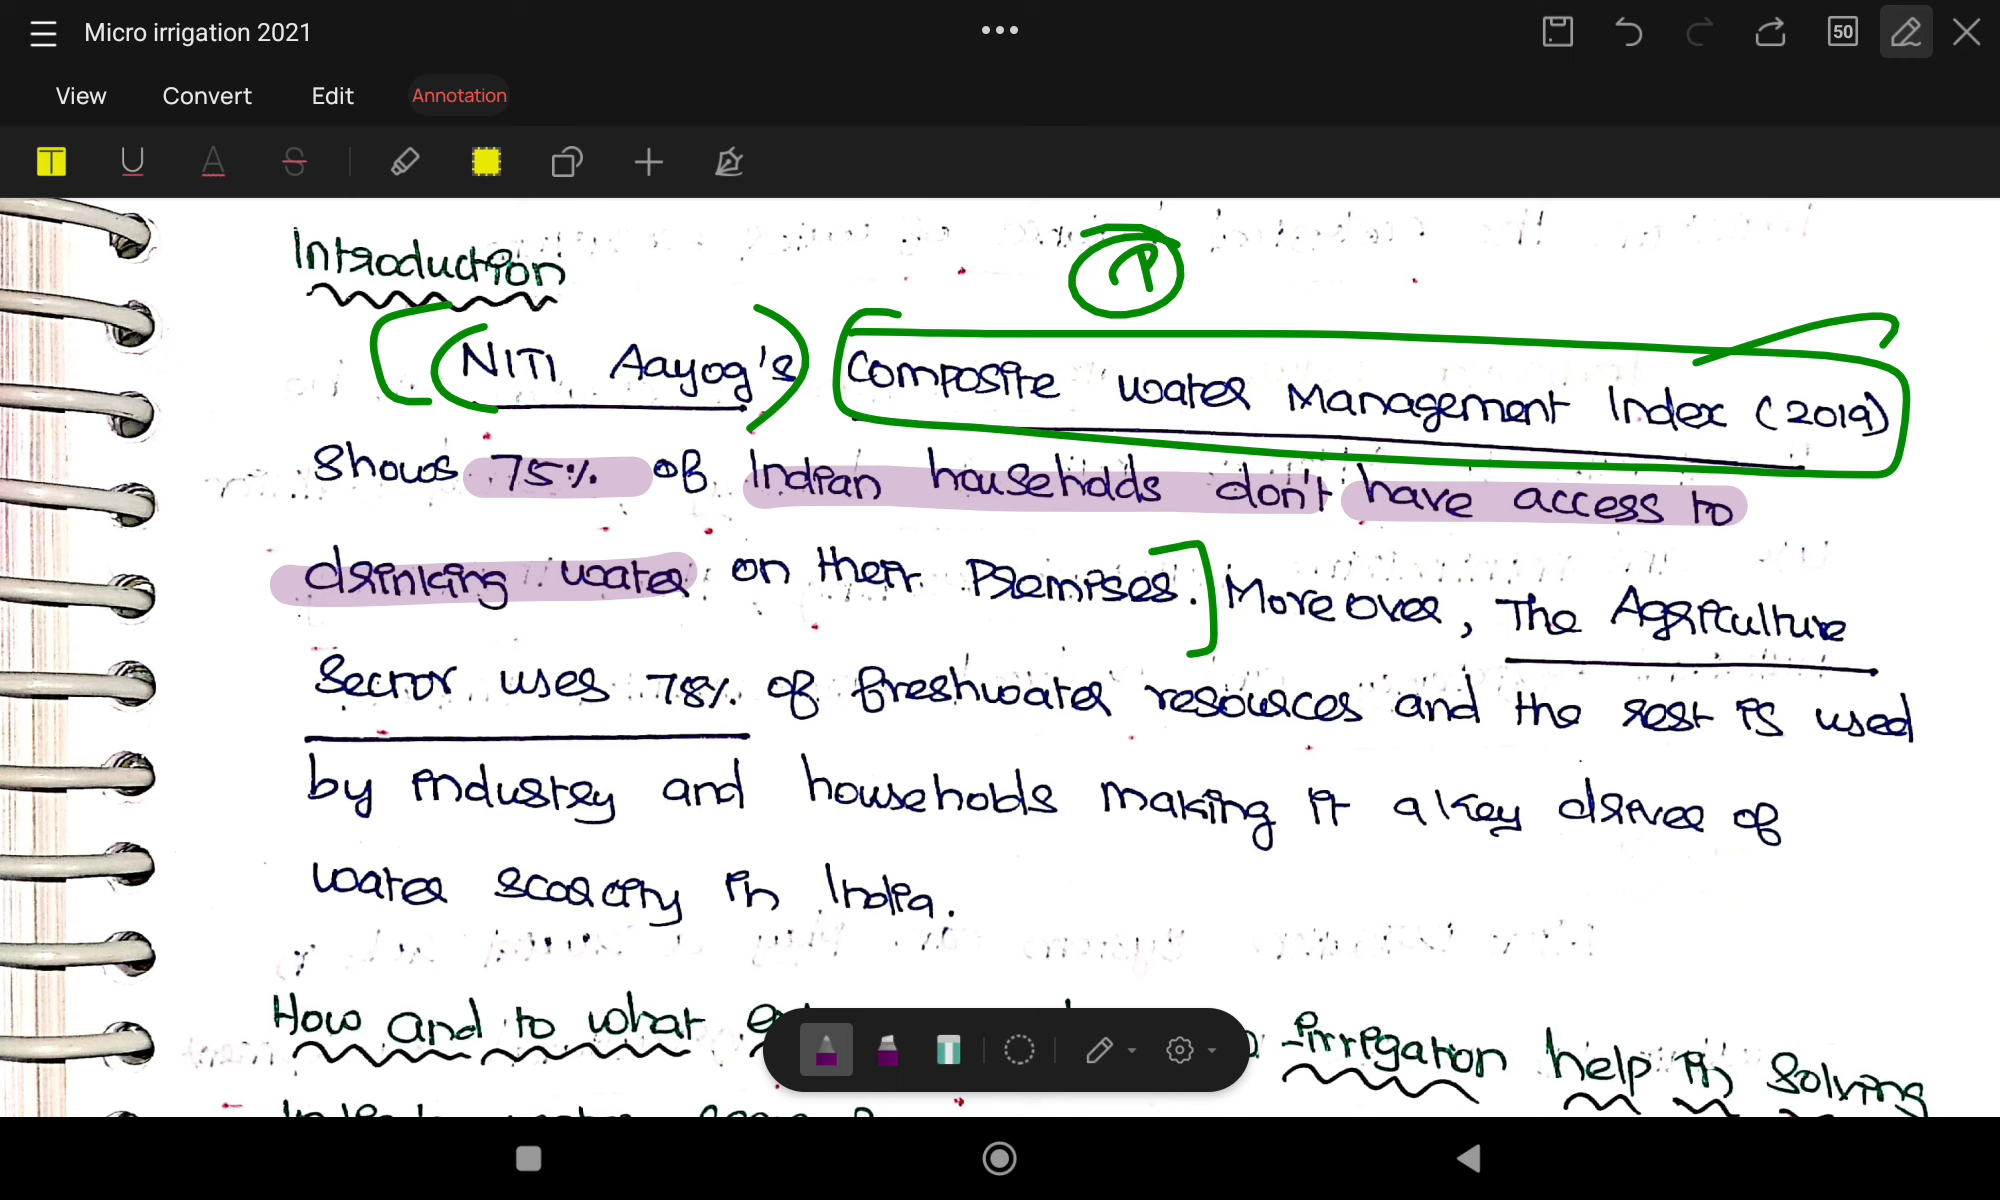 Micro irrigation 2021
50
View Convert Edit Annotation
Introduction
NITI Aayog's Composite water Management Index (2019)
Shows 75% of Indian households don't have access to
drinking water on their Premises. Moreover, The Agriculture
Sector uses 78% of freshwater resources and the rest is used
by industry and households making it a key driver of
water scarcity in India.
How and to what irrigation help in Solving